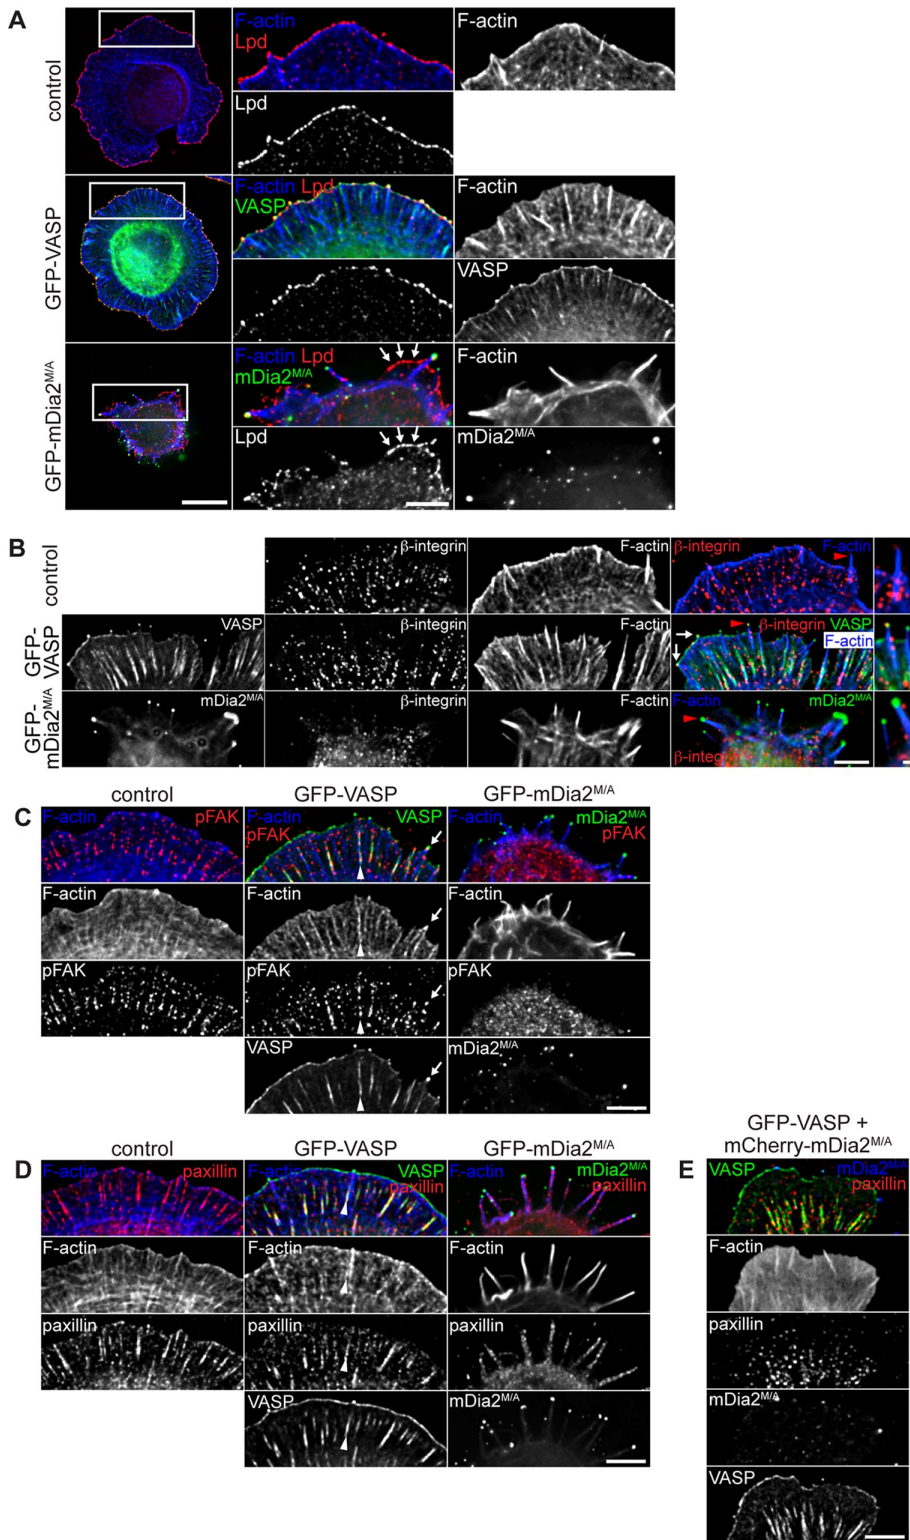 A
control
F-actin
Lpd
F-actin
Lpd
GFP-VASP
F-actin Lpd
VASP
F-actin
VASP
GFP-mDia2M/A
F-actin Lpd
mDia2M/A
F-actin
Lpd
mDia2M/A
B
control
β-integrin
F-actin
β-integrin
F-actin
GFP-
VASP
VASP
β-integrin
F-actin
β-integrin VASP
F-actin
GFP-
mDia2M/A
mDia2M/A
β-integrin
F-actin
F-actin
mDia2M/A
β-integrin
C
control
GFP-VASP
GFP-mDia2M/A
F-actin
pFAK
F-actin
VASP
pFAK
F-actin
mDia2M/A
pFAK
F-actin
F-actin
F-actin
pFAK
pFAK
pFAK
VASP
mDia2M/A
D
control
GFP-VASP
GFP-mDia2M/A
F-actin
paxillin
F-actin
VASP
paxillin
F-actin
mDia2M/A
paxillin
F-actin
F-actin
F-actin
paxillin
paxillin
paxillin
VASP
mDia2M/A
GFP-VASP +
mCherry-mDia2M/A
E
VASP
mDia2M/A
paxillin
F-actin
paxillin
mDia2M/A
VASP